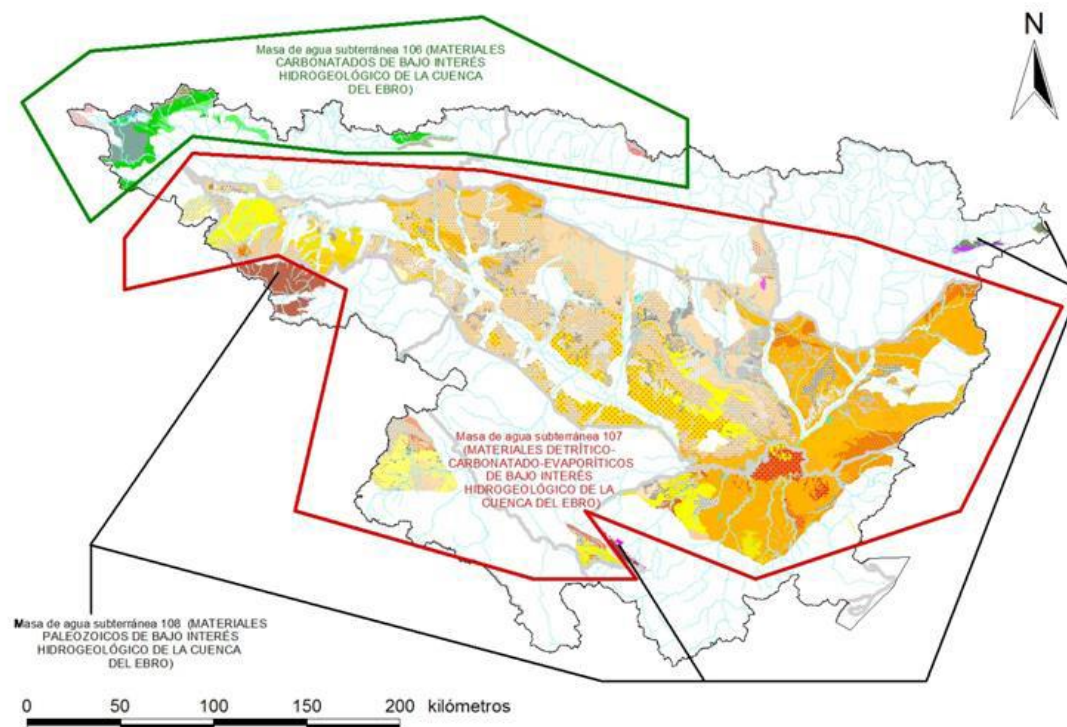 N
Masa de agua subterránea 106 (MATERIALES
CARBONATADOS DE BAJO INTERÉS
HIDROGEOLÓGICO DE LA CUENCA
DEL EBRO)
Masa de agua subterránea 107
(MATERIALES DETRÍTICO-
CARBONATADO-EVAPORÍTICOS
DE BAJO INTERÉS
HIDROGEOLÓGICO DE LA
CUENCA DEL EBRO)
Masa de agua subterránea 108 (MATERIALES
PALEOZOICOS DE BAJO INTERÉS
HIDROGEOLÓGICO DE LA CUENCA
DEL EBRO)
0 50 100 150 200 kilómetros